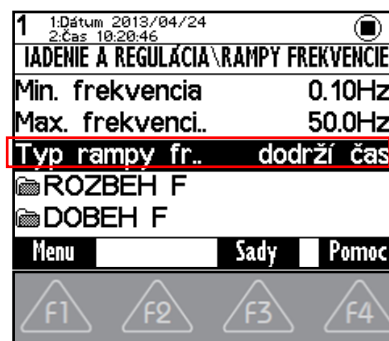 1 1:Dátum 2013/04/24
2:Čas 10:20:46
IADENIE A REGULÁCIA\RAMPY FREKVENCIE
Min. frekvencia 0.10Hz
Max. frekvenci.. 50.0Hz
Typ rampy fr.. dodrží čas
ROZBEH F
DOBEH F
Menu Sady Pomoc
F1 F2 F3 F4